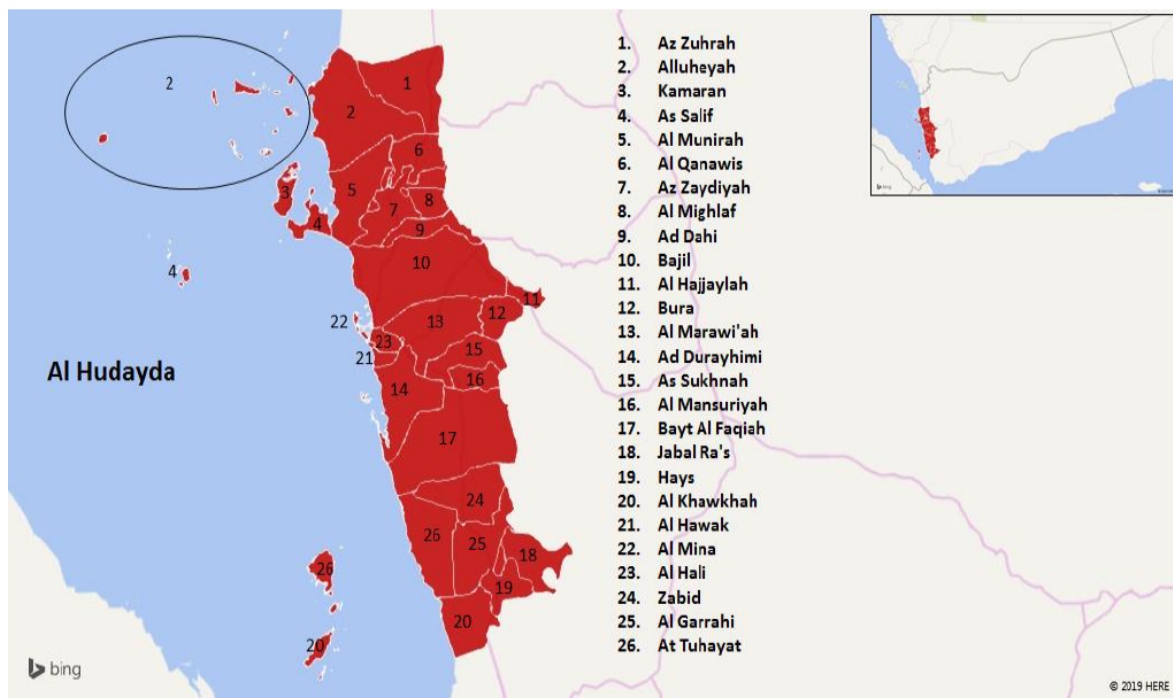 1. Az Zuhrah
2. Alluheyah
3. Kamaran
4. As Salif
5. Al Munirah
6. Al Qanawis
7. Az Zaydiyah
8. Al Mighlaf
9. Ad Dahi
10. Bajil
11. Al Hajjaylah
12. Bura
13. Al Marawi'ah
14. Ad Durayhimi
15. As Sukhnah
16. Al Mansuriyah
17. Bayt Al Faqiah
18. Jabal Ra's
19. Hays
20. Al Khawkhah
21. Al Hawak
22. Al Mina
23. Al Hali
24. Zabid
25. Al Garrahi
26. At Tuhayat
2
1
2
6
3
5
8
7
4
9
10
4
11
12
22
13
23
21
15
16
14
Al Hudayda
17
24
26
25
18
26
19
20
20
bing
bing
© 2019 HERE